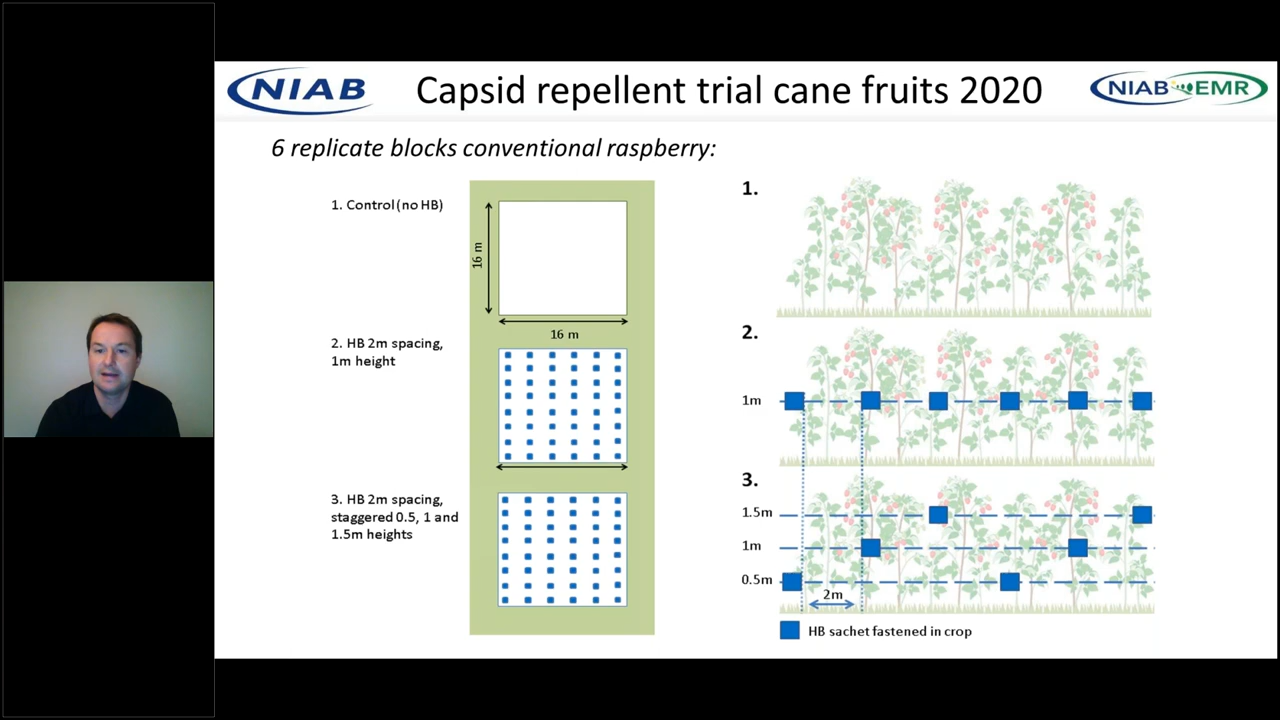 NIAB
Capsid repellent trial cane fruits 2020
NIAB EMR
6 replicate blocks conventional raspberry:
1. Control (no HB)
16 m
16 m
2. HB 2m spacing,
1m height
3. HB 2m spacing,
staggered 0.5, 1 and
1.5m heights
1.
2.
1m
3.
1.5m
1m
0.5m
2m
HB sachet fastened in crop